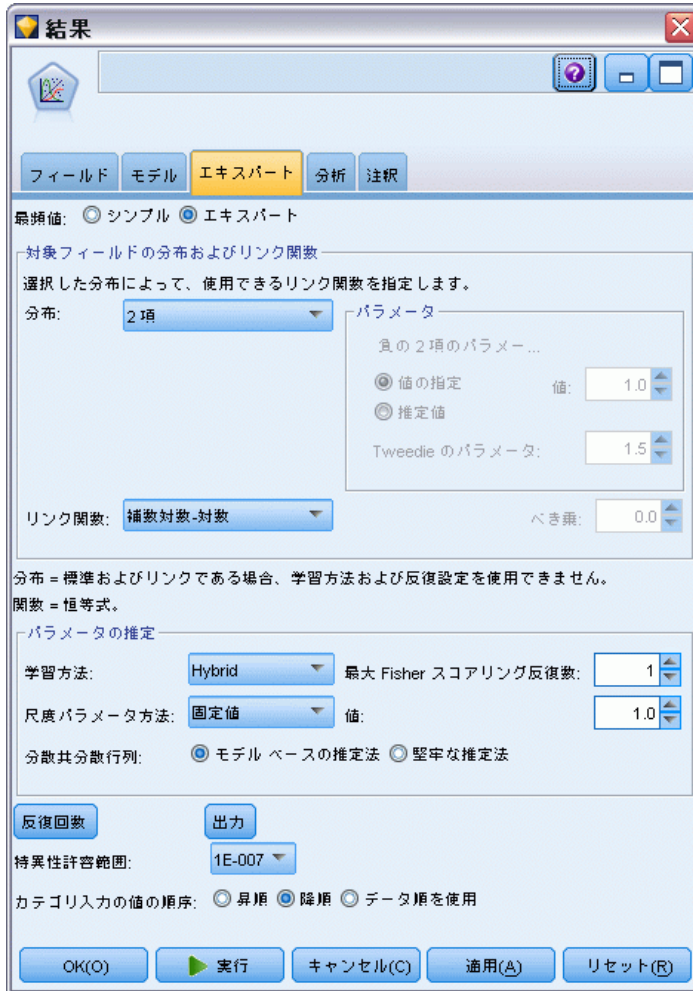 結果
フィールド モデル エキスパート 分析 注釈
最頻値: シンプル エキスパート
対象フィールドの分布およびリンク関数
選択した分布によって、使用できるリンク関数を指定します。
分布: 2 項
パラメータ
負の 2 項のパラメー...
値の指定 値: 1.0
推定値
Tweedie のパラメータ: 1.5
リンク関数: 補数対数-対数 べき乗: 0.0
分布 = 標準およびリンクである場合、学習方法および反復設定を使用できません。
関数 = 恒等式。
パラメータの推定
学習方法: Hybrid 最大 Fisher スコアリング反復数: 1
尺度パラメータ方法: 固定値 値: 1.0
分散共分散行列: モデル ベースの推定法 堅牢な推定法
反復回数 出力
特異性許容範囲: 1E-007
カテゴリ入力の値の順序: 昇順 降順 データ順を使用
OK(O) 実行 キャンセル(C) 適用(A) リセット(R)